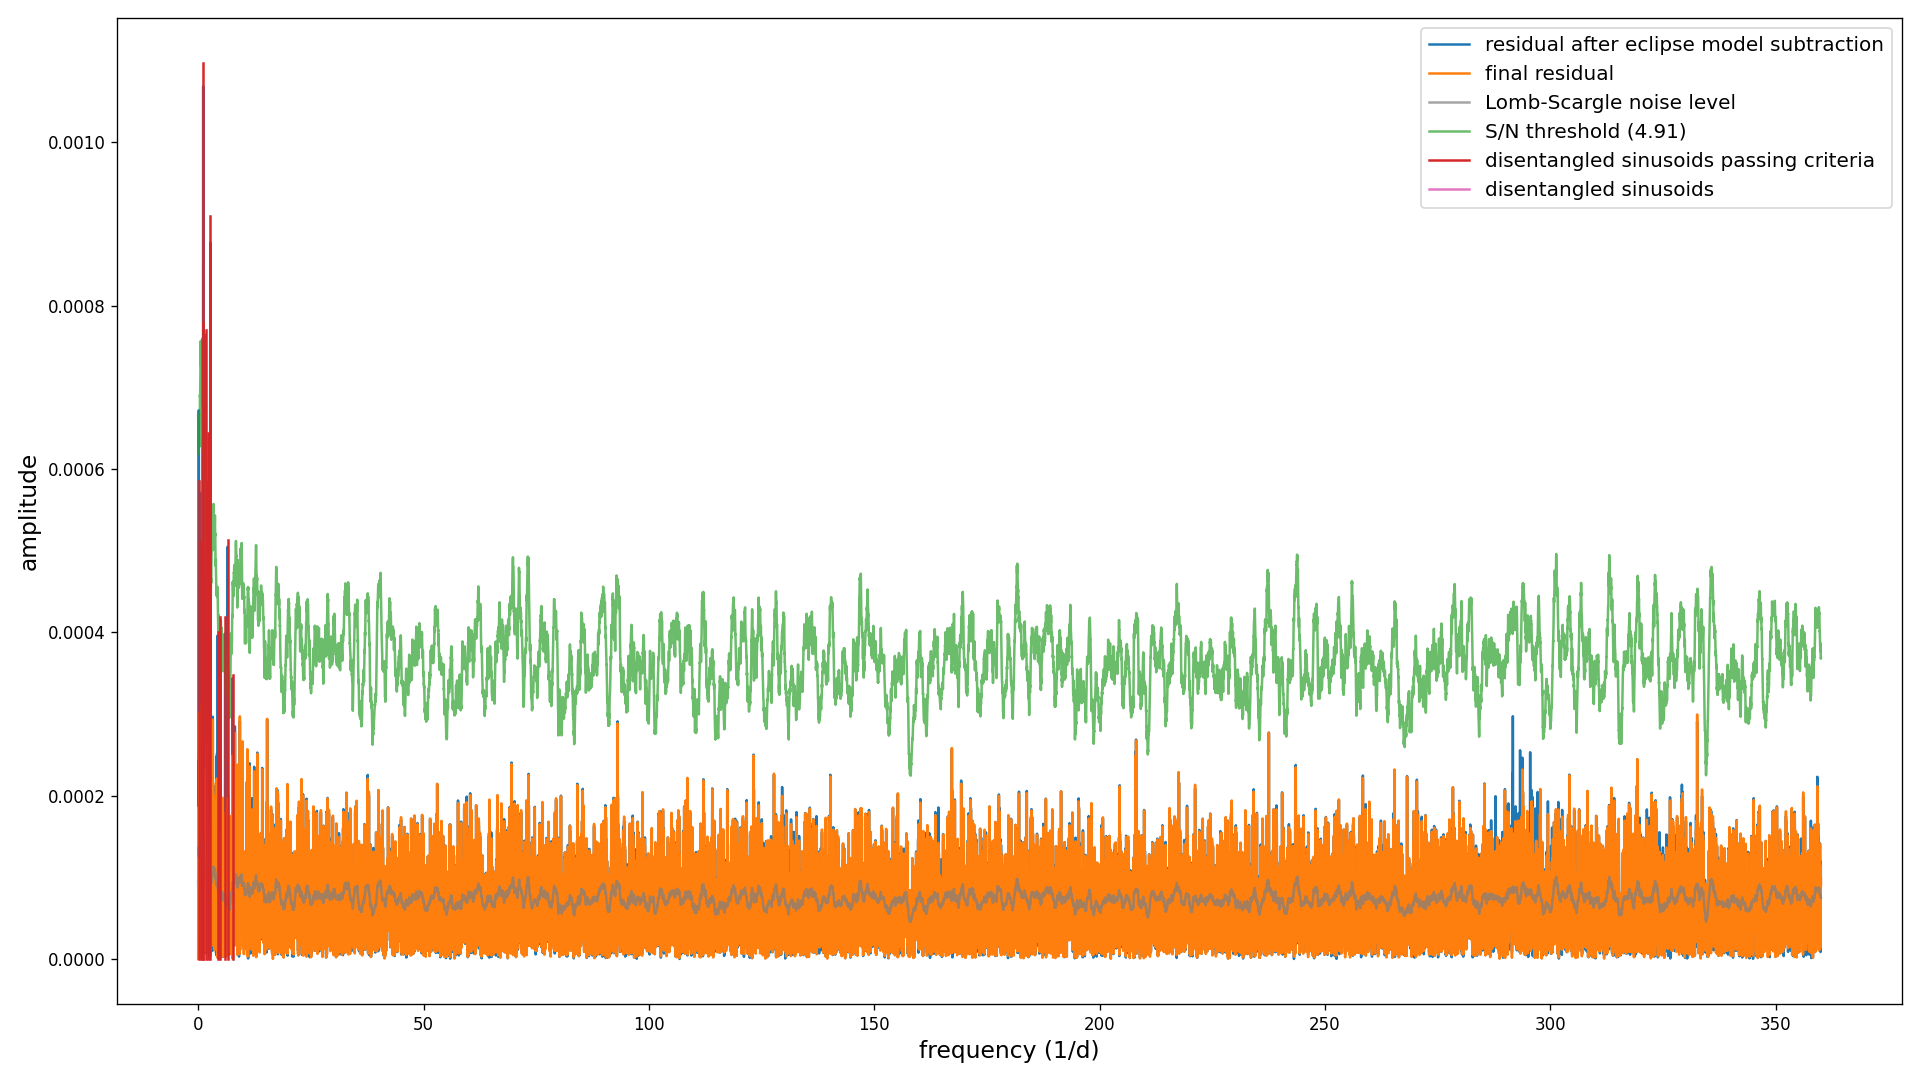 residual after eclipse model subtraction
final residual
Lomb-Scargle noise level
S/N threshold (4.91)
disentangled sinusoids passing criteria
disentangled sinusoids
amplitude
0.0010
0.0008
0.0006
0.0004
0.0002
0.0000
0 50 100 150 200 250 300 350
frequency (1/d)